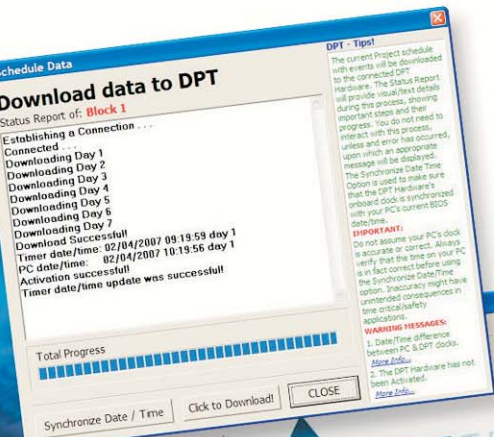 Schedule Data
Download data to DPT
Status Report of: Block 1
Establishing a Connection . . .
Connected . . .
Downloading Day 1
Downloading Day 2
Downloading Day 3
Downloading Day 4
Downloading Day 5
Downloading Day 6
Downloading Day 7
Download Successful!
Timer date/time: 02/04/2007 09:19:59 day 1
PC date/time: 02/04/2007 10:19:56 day 1
Activation successful!
Timer date/time update was successful!
Total Progress
Synchronize Date / Time
Click to Download!
CLOSE
DPT - Tips!
The current Project schedule
with events will be downloaded
to the connected DPT
Hardware. The Status Report
will provide visual/text details
during this process, showing
important steps and their
progress. You do not need to
interact with this process,
unless and error has occurred,
upon which an appropriate
message will be displayed.
The Synchronize Date Time
Option is used to make sure
that the DPT Hardware's
onboard clock is synchronized
with your PC's current BIOS
date/time.
IMPORTANT:
Do not assume your PC's clock
is accurate or correct. Always
verify that the time on your PC
is in fact correct before using
the Synchronize Date/Time
option. Inaccuracy might have
unintended consequences in
time critical/safety
applications.
WARNING MESSAGES:
1. Date/Time difference
between PC & DPT clocks.
More Info...
2. The DPT Hardware has not
been Activated.
More Info...